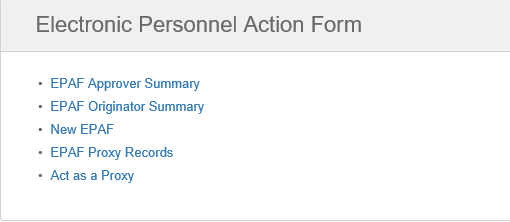 Electronic Personnel Action Form
• EPAF Approver Summary
• EPAF Originator Summary
• New EPAF
• EPAF Proxy Records
• Act as a Proxy